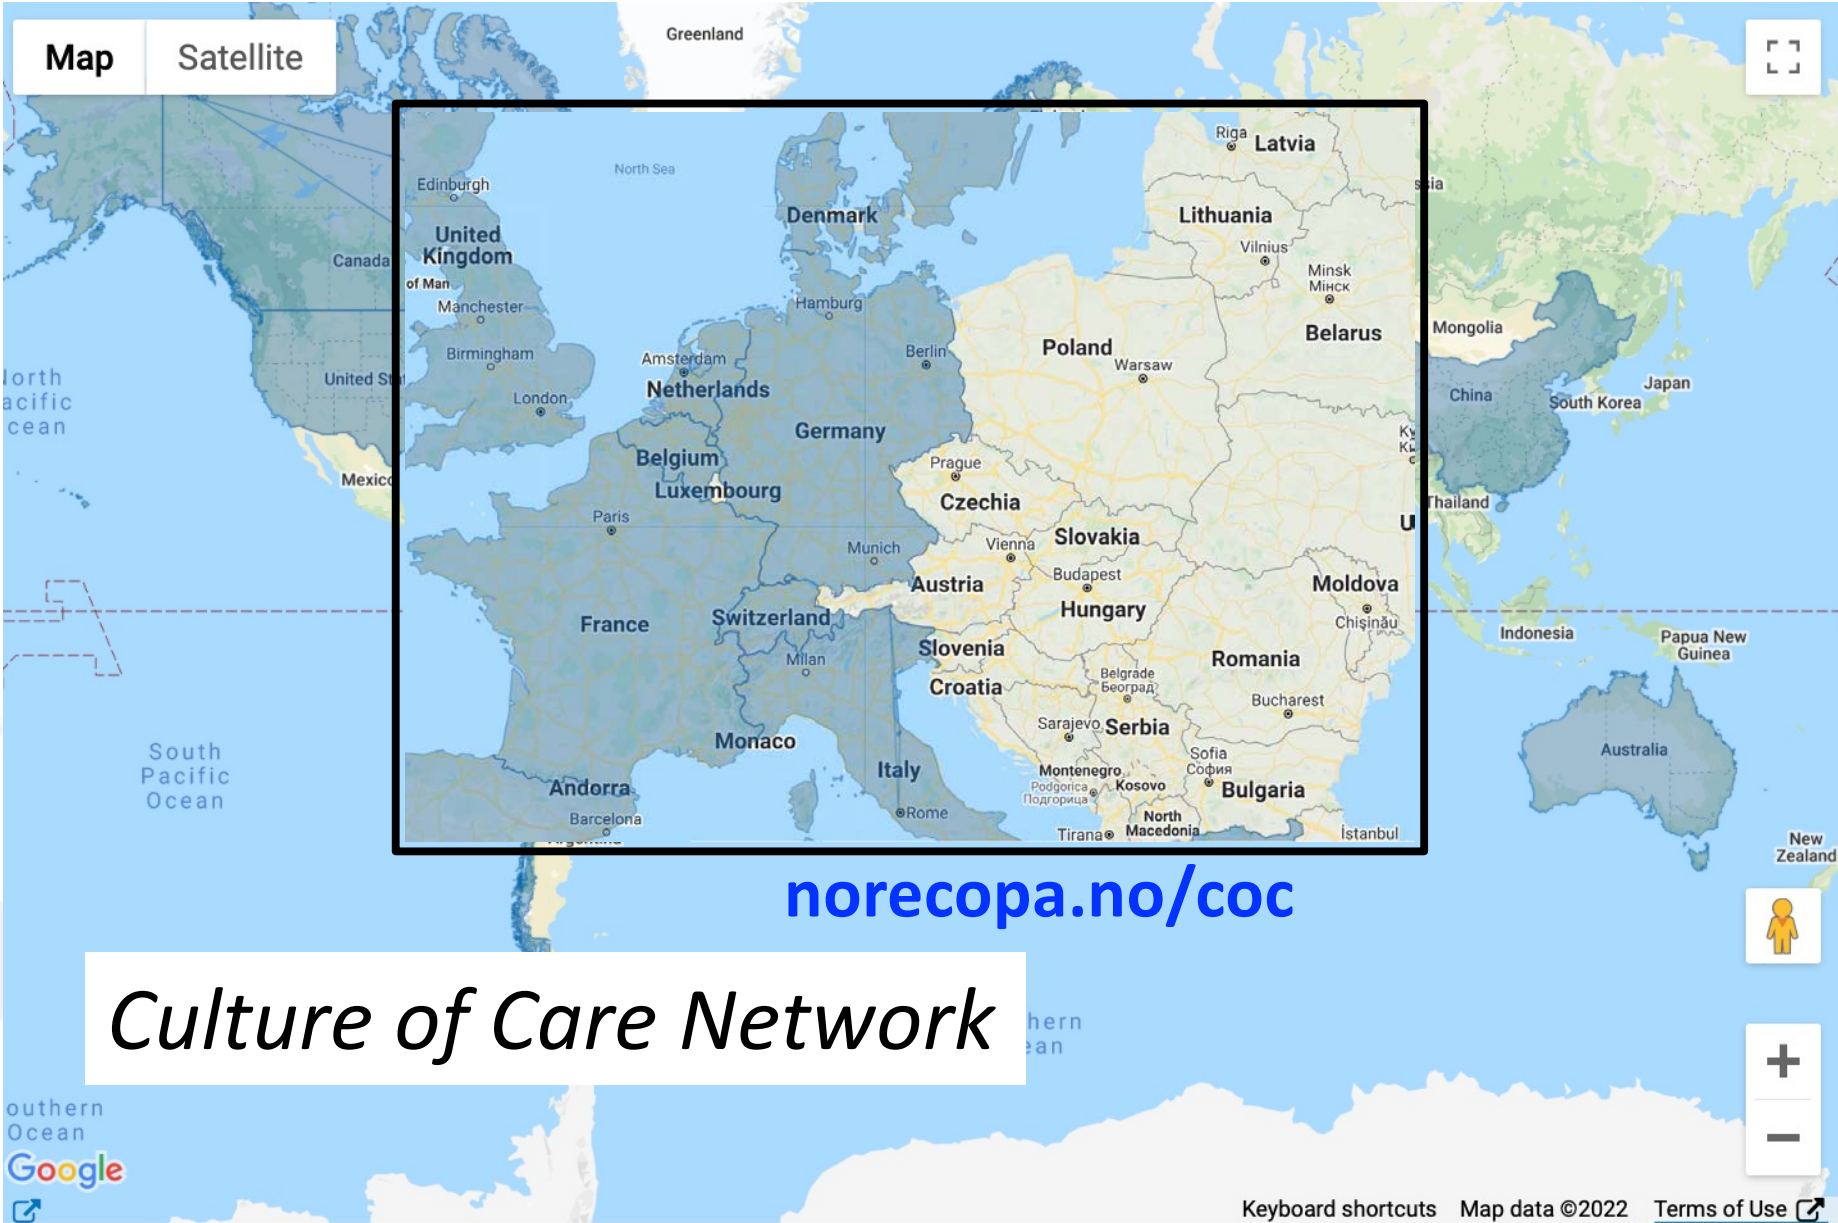 Map
Satellite
Greenland
North Sea
Riga
Latvia
Edinburgh
Denmark
Lithuania
United
Kingdom
Vilnius
Canada
of Man
Minsk
Мінск
Manchester
Hamburg
Belarus
Mongolia
Birmingham
Amsterdam
Berlin
Poland
Warsaw
United
Netherlands
London
China
Japan
South Korea
Germany
Belgium
Prague
Luxembourg
Czechia
Mexico
Thailand
Paris
Slovakia
Vienna
Munich
Budapest
Austria
Moldova
Hungary
Chișinău
France
Switzerland
Indonesia
Papua New
Guinea
Slovenia
Milan
Romania
Croatia
Belgrade
Београд
Bucharest
Sarajevo
Serbia
Monaco
South
Pacific
Ocean
Australia
Sofia
София
Italy
Montenegro
Kosovo
Podgorica
Подгорица
Bulgaria
Andorra
Rome
Barcelona
North
Macedonia
Tirana
İstanbul
New
Zealand
norecopa.no/coc
Culture of Care Network
Ocean
Google
Keyboard shortcuts
Map data ©2022
Terms of Use